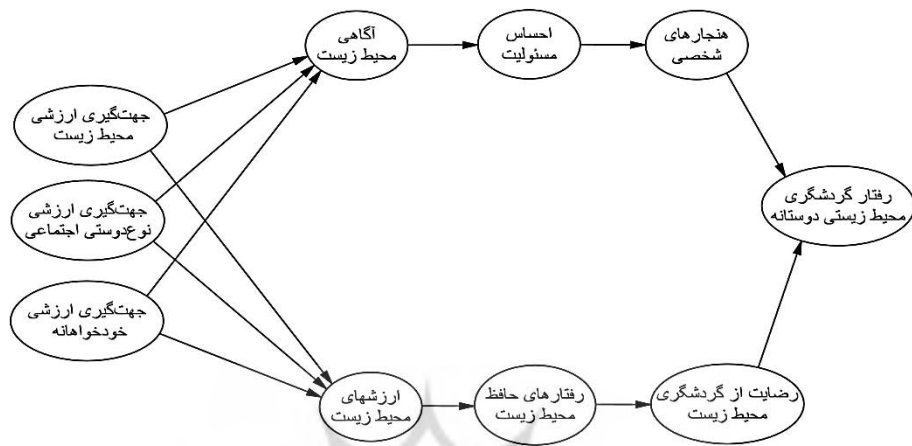 آگاهی
محیط زیست
احساس
مسئولیت
هنجارهای
شخصی
جهت‌گیری ارزشی
محیط زیست
جهت‌گیری ارزشی
نوع‌دوستی اجتماعی
جهت‌گیری ارزشی
خودخواهانه
رفتار گردشگری
محیط زیستی دوستانه
ارزشهای
محیط زیست
رفتارهای حافظ
محیط زیست
رضایت از گردشگری
محیط زیست